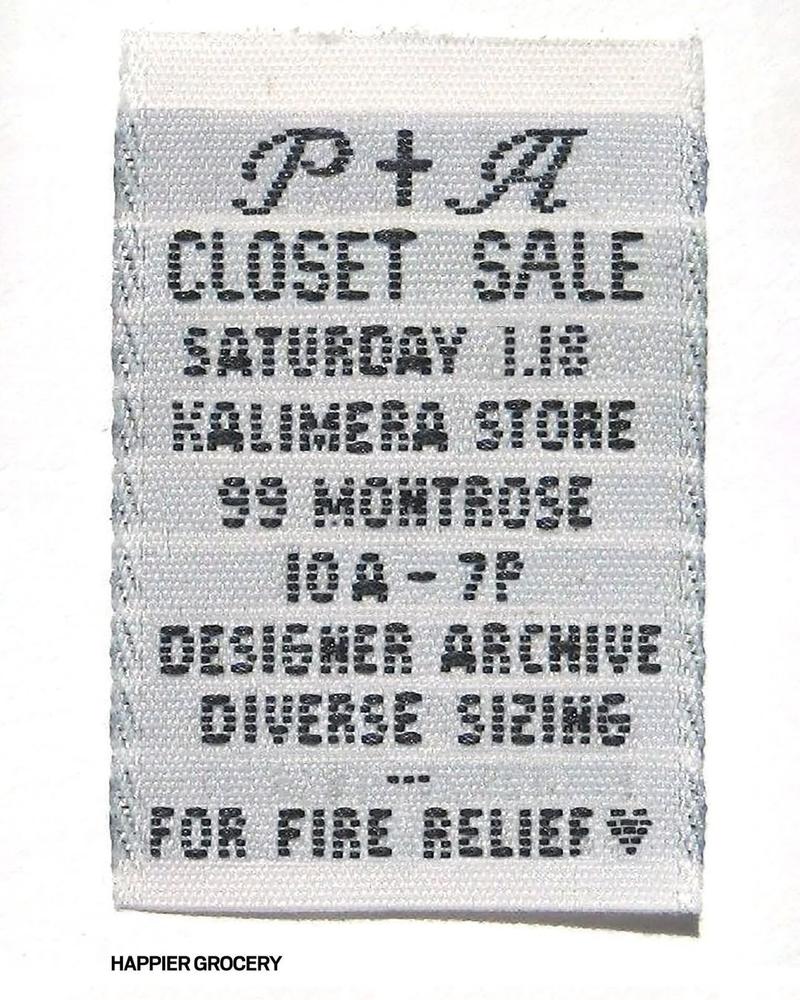 P + A
CLOSET SALE
SATURDAY 1.18
KALIMERA STORE
99 MONTROSE
10A - 7P
DESIGNER ARCHIVE
DIVERSE SIZING
...
FOR FIRE RELIEF ♥
HAPPIER GROCERY